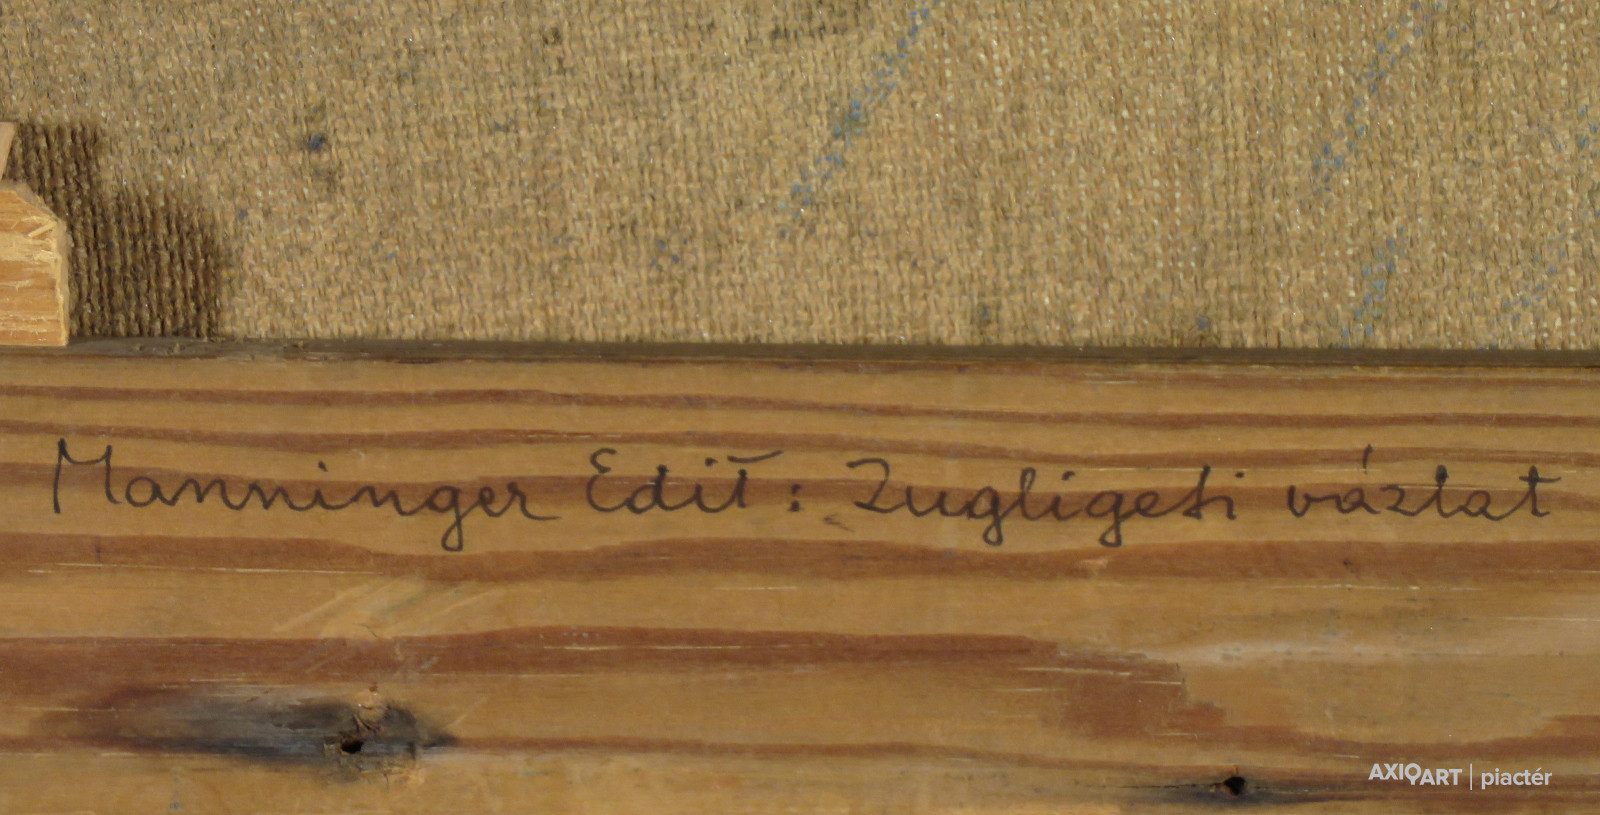 Manninger Edit: Zugligeti vázlat
AXIOART | piactér